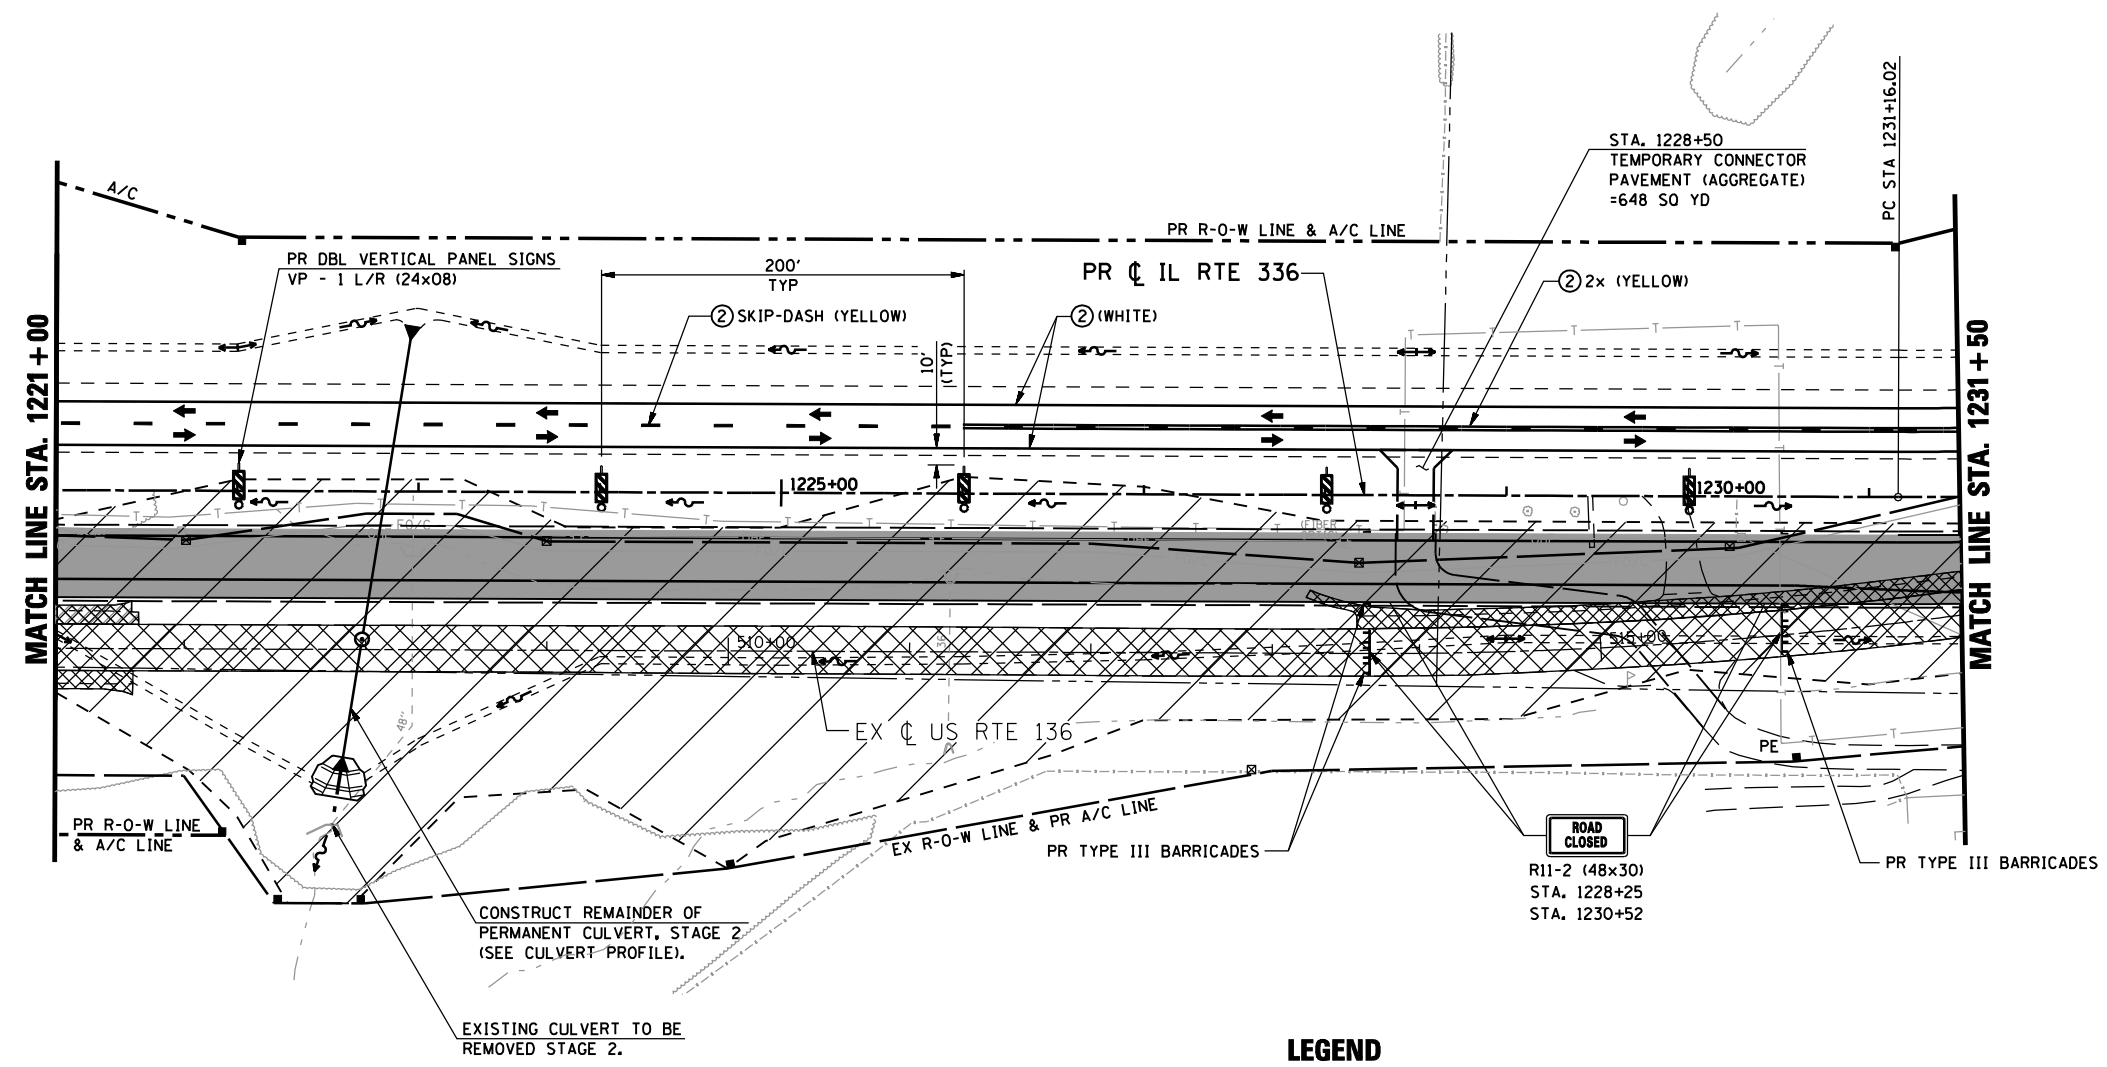 A/C
STA. 1228+50
TEMPORARY CONNECTOR
PAVEMENT (AGGREGATE)
=648 SQ YD
PC STA 1231+16.02
PR R-O-W LINE & A/C LINE
PR DBL VERTICAL PANEL SIGNS
VP - 1 L/R (24x08)
200'
TYP
PR ℄ IL RTE 336
② 2x (YELLOW)
② SKIP-DASH (YELLOW)
② (WHITE)
10'
(TYP)
MATCH LINE STA. 1221+00
MATCH LINE STA. 1231+50
1225+00
1230+00
FO/C
(FIBER
510+00
515+00
36"
48"
EX ℄ US RTE 136
PE
PR R-O-W LINE
& A/C LINE
EX R-O-W LINE & PR A/C LINE
PR TYPE III BARRICADES
ROAD
CLOSED
R11-2 (48x30)
STA. 1228+25
STA. 1230+52
PR TYPE III BARRICADES
CONSTRUCT REMAINDER OF
PERMANENT CULVERT, STAGE 2
(SEE CULVERT PROFILE).
EXISTING CULVERT TO BE
REMOVED STAGE 2.
LEGEND